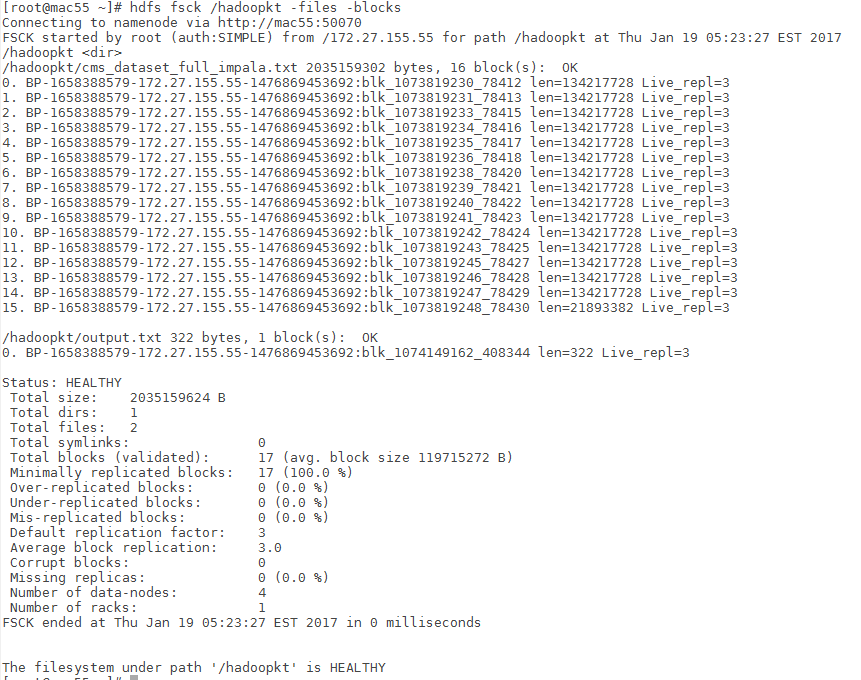 [root@mac55 ~]# hdfs fsck /hadoopkt -files -blocks
Connecting to namenode via http://mac55:50070
FSCK started by root (auth:SIMPLE) from /172.27.155.55 for path /hadoopkt at Thu Jan 19 05:23:27 EST 2017
/hadoopkt <dir>
/hadoopkt/cms_dataset_full_impala.txt 2035159302 bytes, 16 block(s):  OK
0. BP-1658388579-172.27.155.55-1476869453692:blk_1073819230_78412 len=134217728 Live_repl=3
1. BP-1658388579-172.27.155.55-1476869453692:blk_1073819231_78413 len=134217728 Live_repl=3
2. BP-1658388579-172.27.155.55-1476869453692:blk_1073819233_78415 len=134217728 Live_repl=3
3. BP-1658388579-172.27.155.55-1476869453692:blk_1073819234_78416 len=134217728 Live_repl=3
4. BP-1658388579-172.27.155.55-1476869453692:blk_1073819235_78417 len=134217728 Live_repl=3
5. BP-1658388579-172.27.155.55-1476869453692:blk_1073819236_78418 len=134217728 Live_repl=3
6. BP-1658388579-172.27.155.55-1476869453692:blk_1073819238_78420 len=134217728 Live_repl=3
7. BP-1658388579-172.27.155.55-1476869453692:blk_1073819239_78421 len=134217728 Live_repl=3
8. BP-1658388579-172.27.155.55-1476869453692:blk_1073819240_78422 len=134217728 Live_repl=3
9. BP-1658388579-172.27.155.55-1476869453692:blk_1073819241_78423 len=134217728 Live_repl=3
10. BP-1658388579-172.27.155.55-1476869453692:blk_1073819242_78424 len=134217728 Live_repl=3
11. BP-1658388579-172.27.155.55-1476869453692:blk_1073819243_78425 len=134217728 Live_repl=3
12. BP-1658388579-172.27.155.55-1476869453692:blk_1073819245_78427 len=134217728 Live_repl=3
13. BP-1658388579-172.27.155.55-1476869453692:blk_1073819246_78428 len=134217728 Live_repl=3
14. BP-1658388579-172.27.155.55-1476869453692:blk_1073819247_78429 len=134217728 Live_repl=3
15. BP-1658388579-172.27.155.55-1476869453692:blk_1073819248_78430 len=21893382 Live_repl=3
/hadoopkt/output.txt 322 bytes, 1 block(s):  OK
0. BP-1658388579-172.27.155.55-1476869453692:blk_1074149162_408344 len=322 Live_repl=3
Status: HEALTHY
Total size:    2035159624 B
Total dirs:    1
Total files:   2
Total symlinks:                0
Total blocks (validated):      17 (avg. block size 119715272 B)
Minimally replicated blocks:   17 (100.0 %)
Over-replicated blocks:        0 (0.0 %)
Under-replicated blocks:       0 (0.0 %)
Mis-replicated blocks:         0 (0.0 %)
Default replication factor:    3
Average block replication:     3.0
Corrupt blocks:                0
Missing replicas:              0 (0.0 %)
Number of data-nodes:          4
Number of racks:               1
FSCK ended at Thu Jan 19 05:23:27 EST 2017 in 0 milliseconds
The filesystem under path '/hadoopkt' is HEALTHY